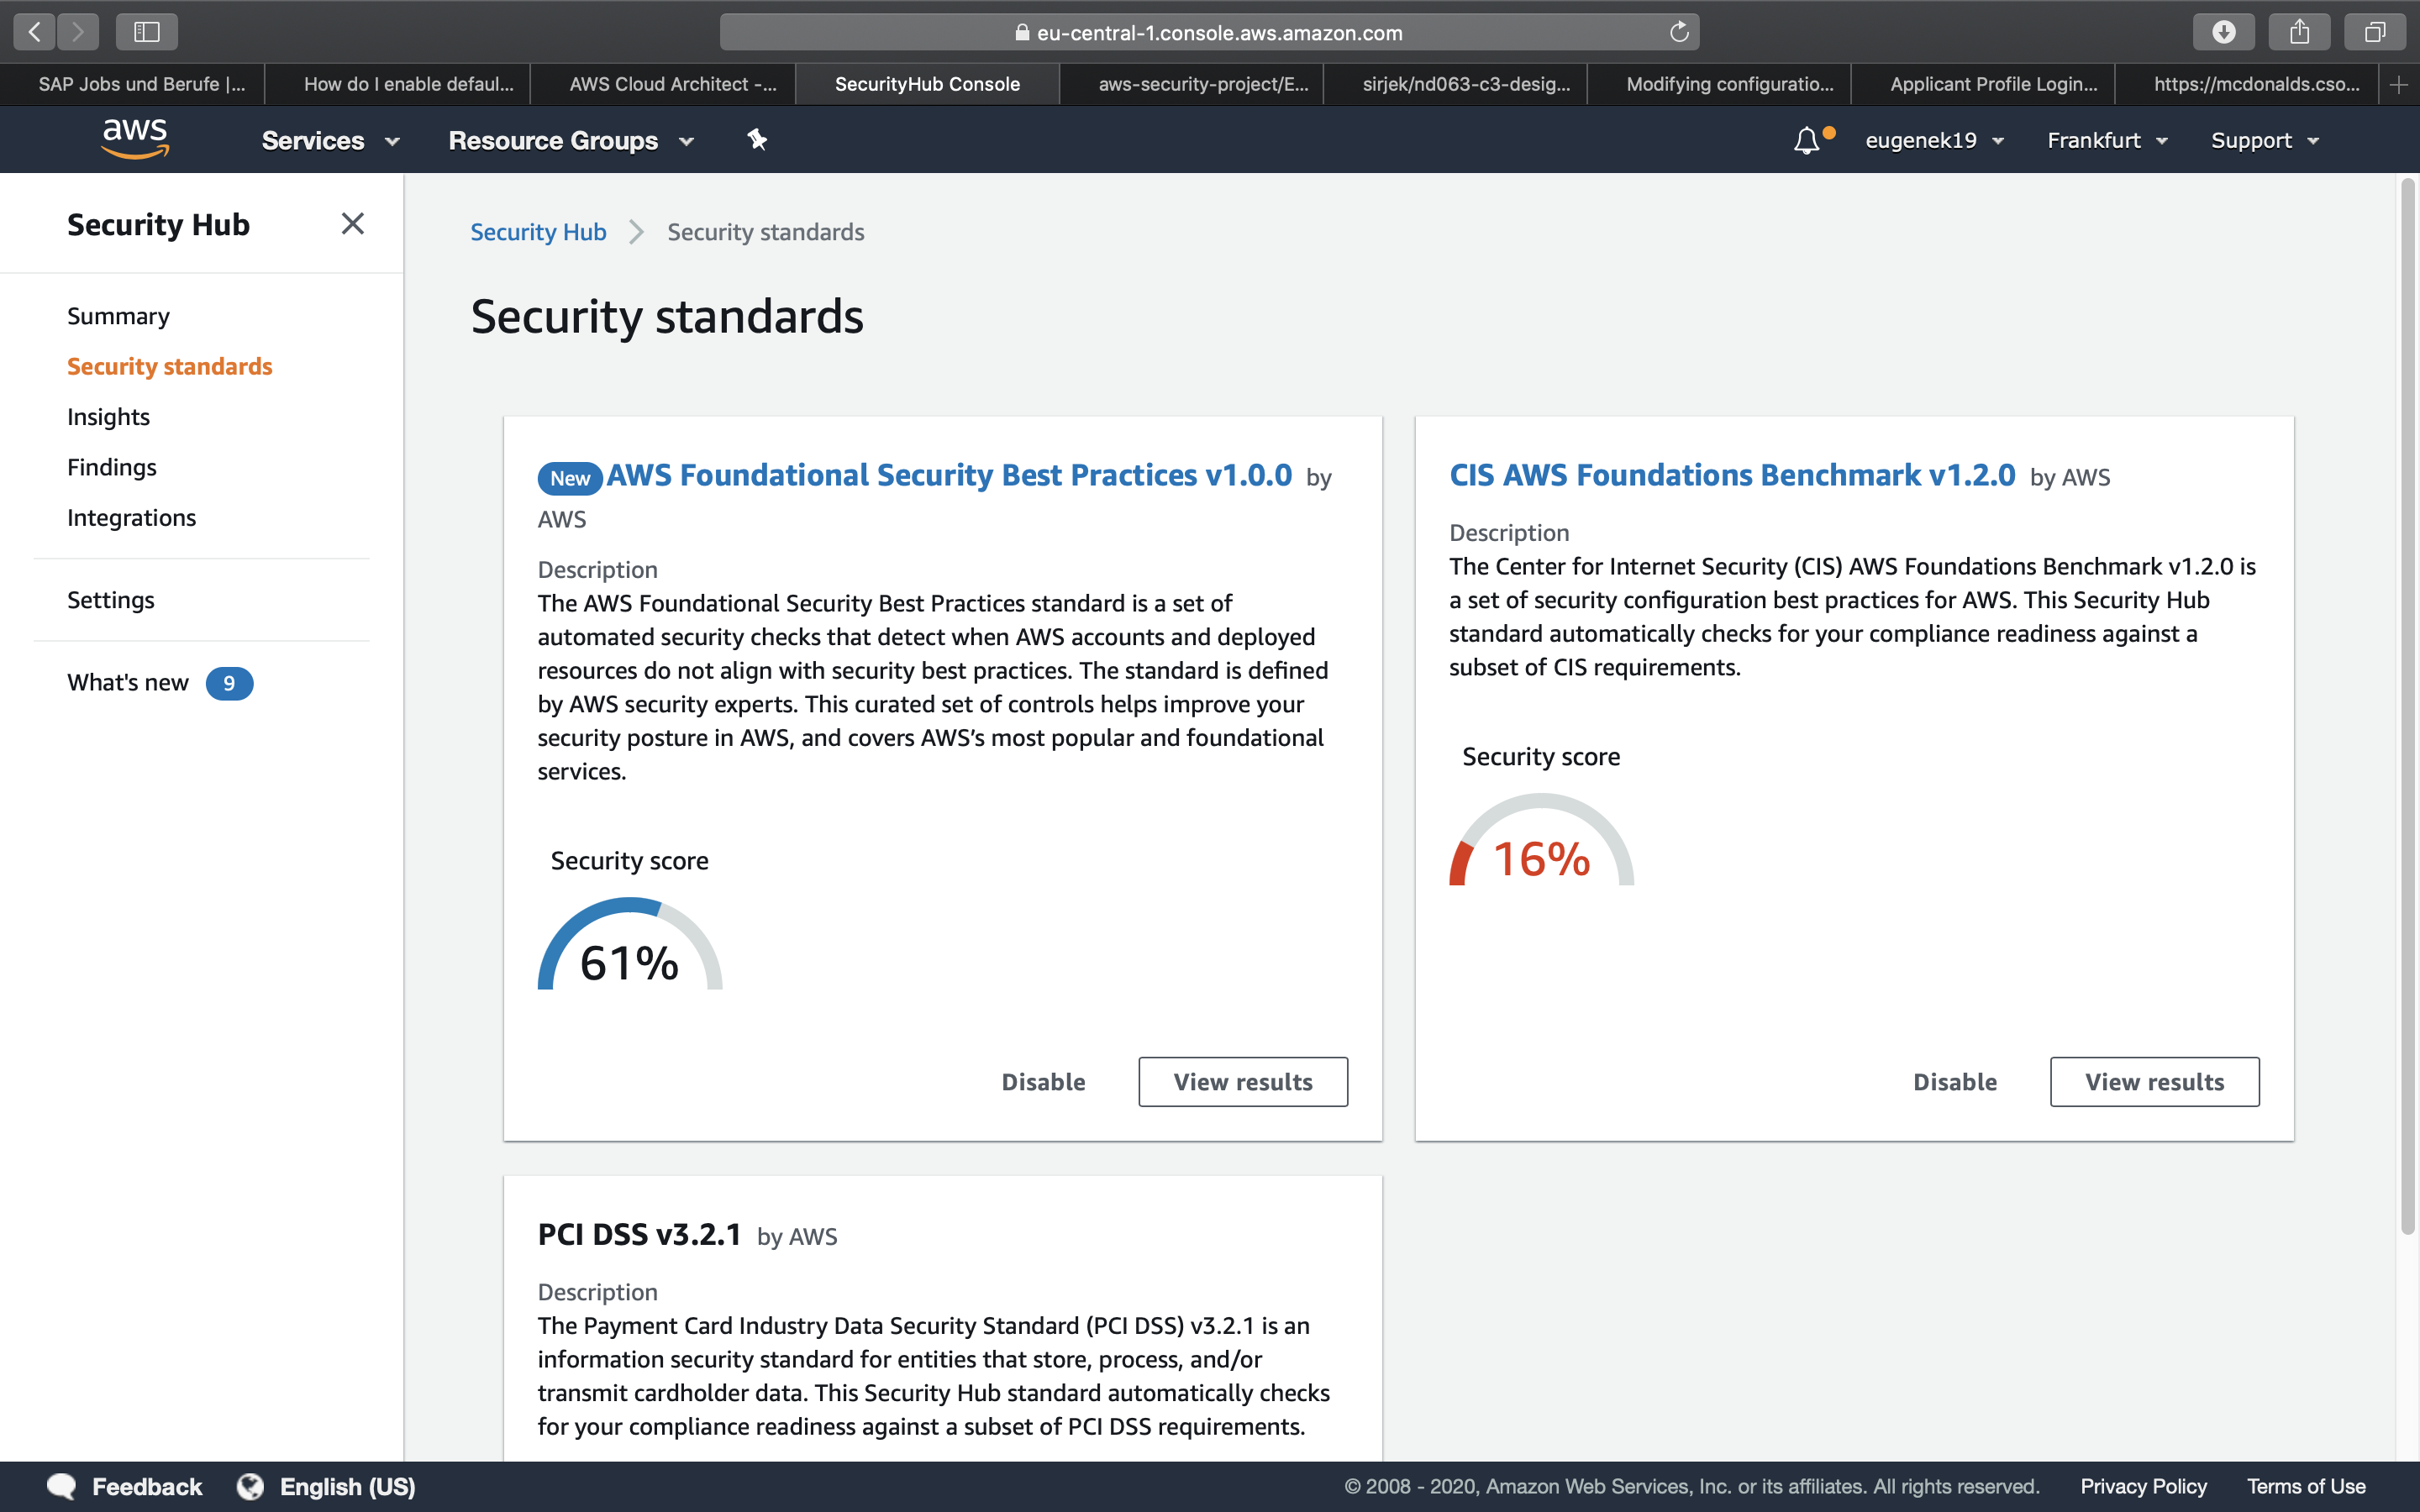 eu-central-1.console.aws.amazon.com
SAP Jobs und Berufe |...
How do I enable defaul...
AWS Cloud Architect -...
SecurityHub Console
aws-security-project/E...
sirjek/nd063-c3-desig...
Modifying configuratio...
Applicant Profile Login...
https://mcdonalds.cso...
aws
Services
Resource Groups
eugenek19
Frankfurt
Support
Security Hub
Summary
Security standards
Insights
Findings
Integrations
Settings
What's new 9
Security Hub > Security standards
Security standards
New AWS Foundational Security Best Practices v1.0.0 by
AWS
Description
The AWS Foundational Security Best Practices standard is a set of
automated security checks that detect when AWS accounts and deployed
resources do not align with security best practices. The standard is defined
by AWS security experts. This curated set of controls helps improve your
security posture in AWS, and covers AWS’s most popular and foundational
services.
Security score
61%
Disable
View results
CIS AWS Foundations Benchmark v1.2.0 by AWS
Description
The Center for Internet Security (CIS) AWS Foundations Benchmark v1.2.0 is
a set of security configuration best practices for AWS. This Security Hub
standard automatically checks for your compliance readiness against a
subset of CIS requirements.
Security score
16%
Disable
View results
PCI DSS v3.2.1 by AWS
Description
The Payment Card Industry Data Security Standard (PCI DSS) v3.2.1 is an
information security standard for entities that store, process, and/or
transmit cardholder data. This Security Hub standard automatically checks
for your compliance readiness against a subset of PCI DSS requirements.
Feedback
English (US)
© 2008 - 2020, Amazon Web Services, Inc. or its affiliates. All rights reserved.
Privacy Policy
Terms of Use